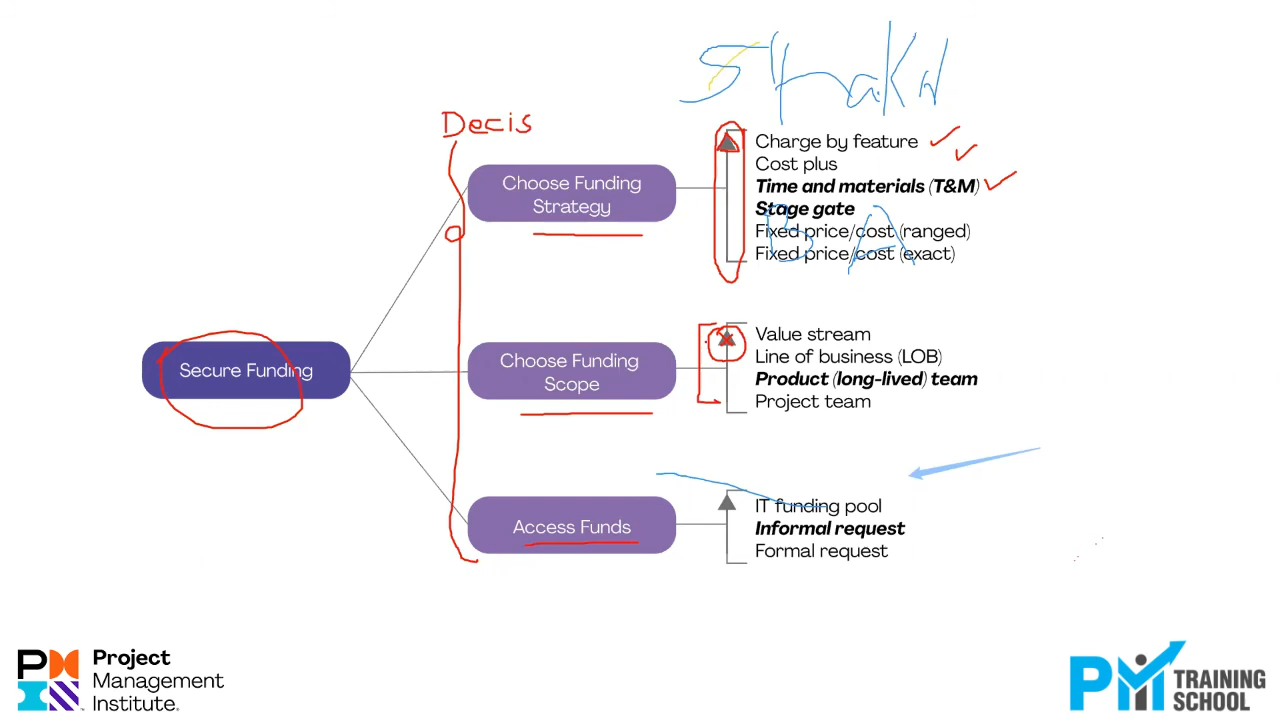 Decis
Choose Funding
Strategy
Charge by feature
Cost plus
Time and materials (T&M)
Stage gate
Fixed price/cost (ranged)
Fixed price/cost (exact)
B A
Secure Funding
Choose Funding
Scope
Value stream
Line of business (LOB)
Product (long-lived) team
Project team
Access Funds
IT funding pool
Informal request
Formal request
Project
Management
Institute.
PM TRAINING
SCHOOL